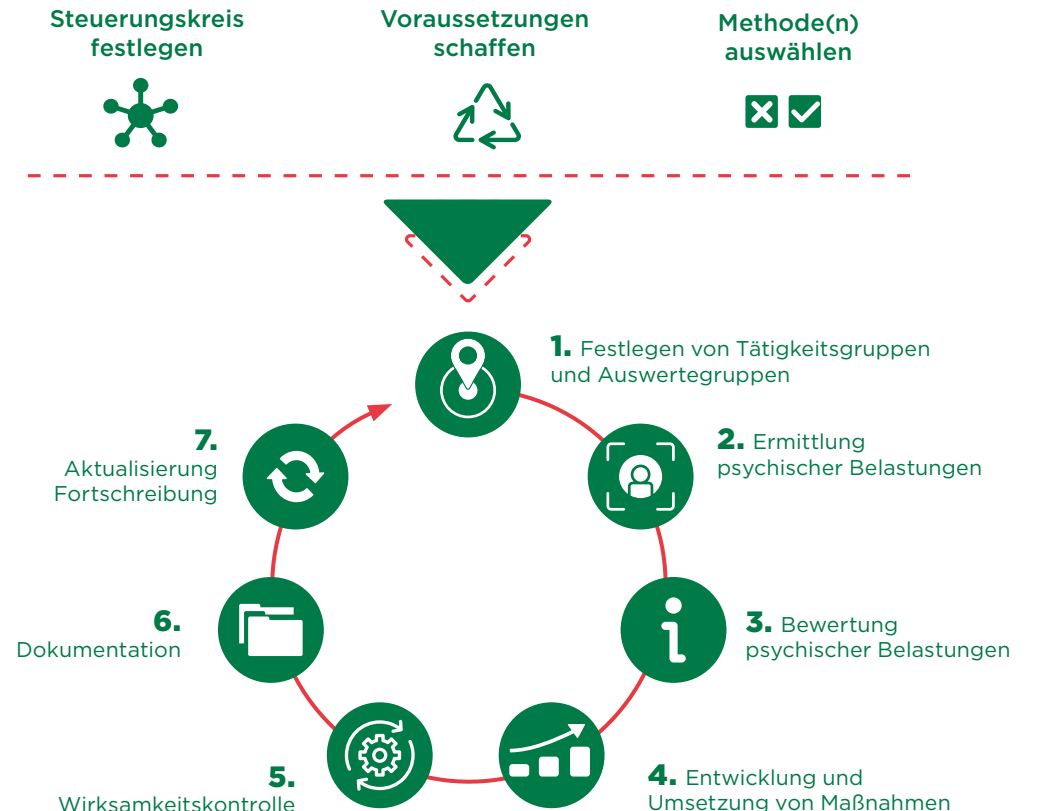 Steuerungskreis
festlegen
Voraussetzungen
schaffen
Methode(n)
auswählen
1. Festlegen von Tätigkeitsgruppen
und Auswertegruppen
2. Ermittlung
psychischer Belastungen
3. Bewertung
psychischer Belastungen
4. Entwicklung und
Umsetzung von Maßnahmen
5.
Wirksamkeitskontrolle
6.
Dokumentation
7.
Aktualisierung
Fortschreibung